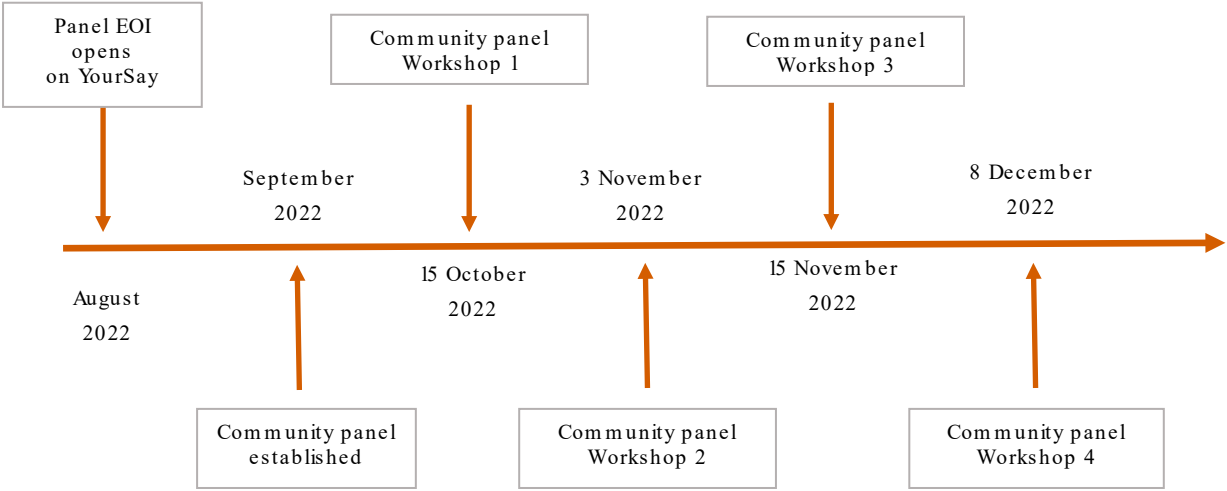 Panel EOI
opens
on YourSay
Community panel
Workshop 1
Community panel
Workshop 3
September
2022
3 November
2022
8 December
2022
August
2022
15 October
2022
15 November
2022
Community panel
established
Community panel
Workshop 2
Community panel
Workshop 4